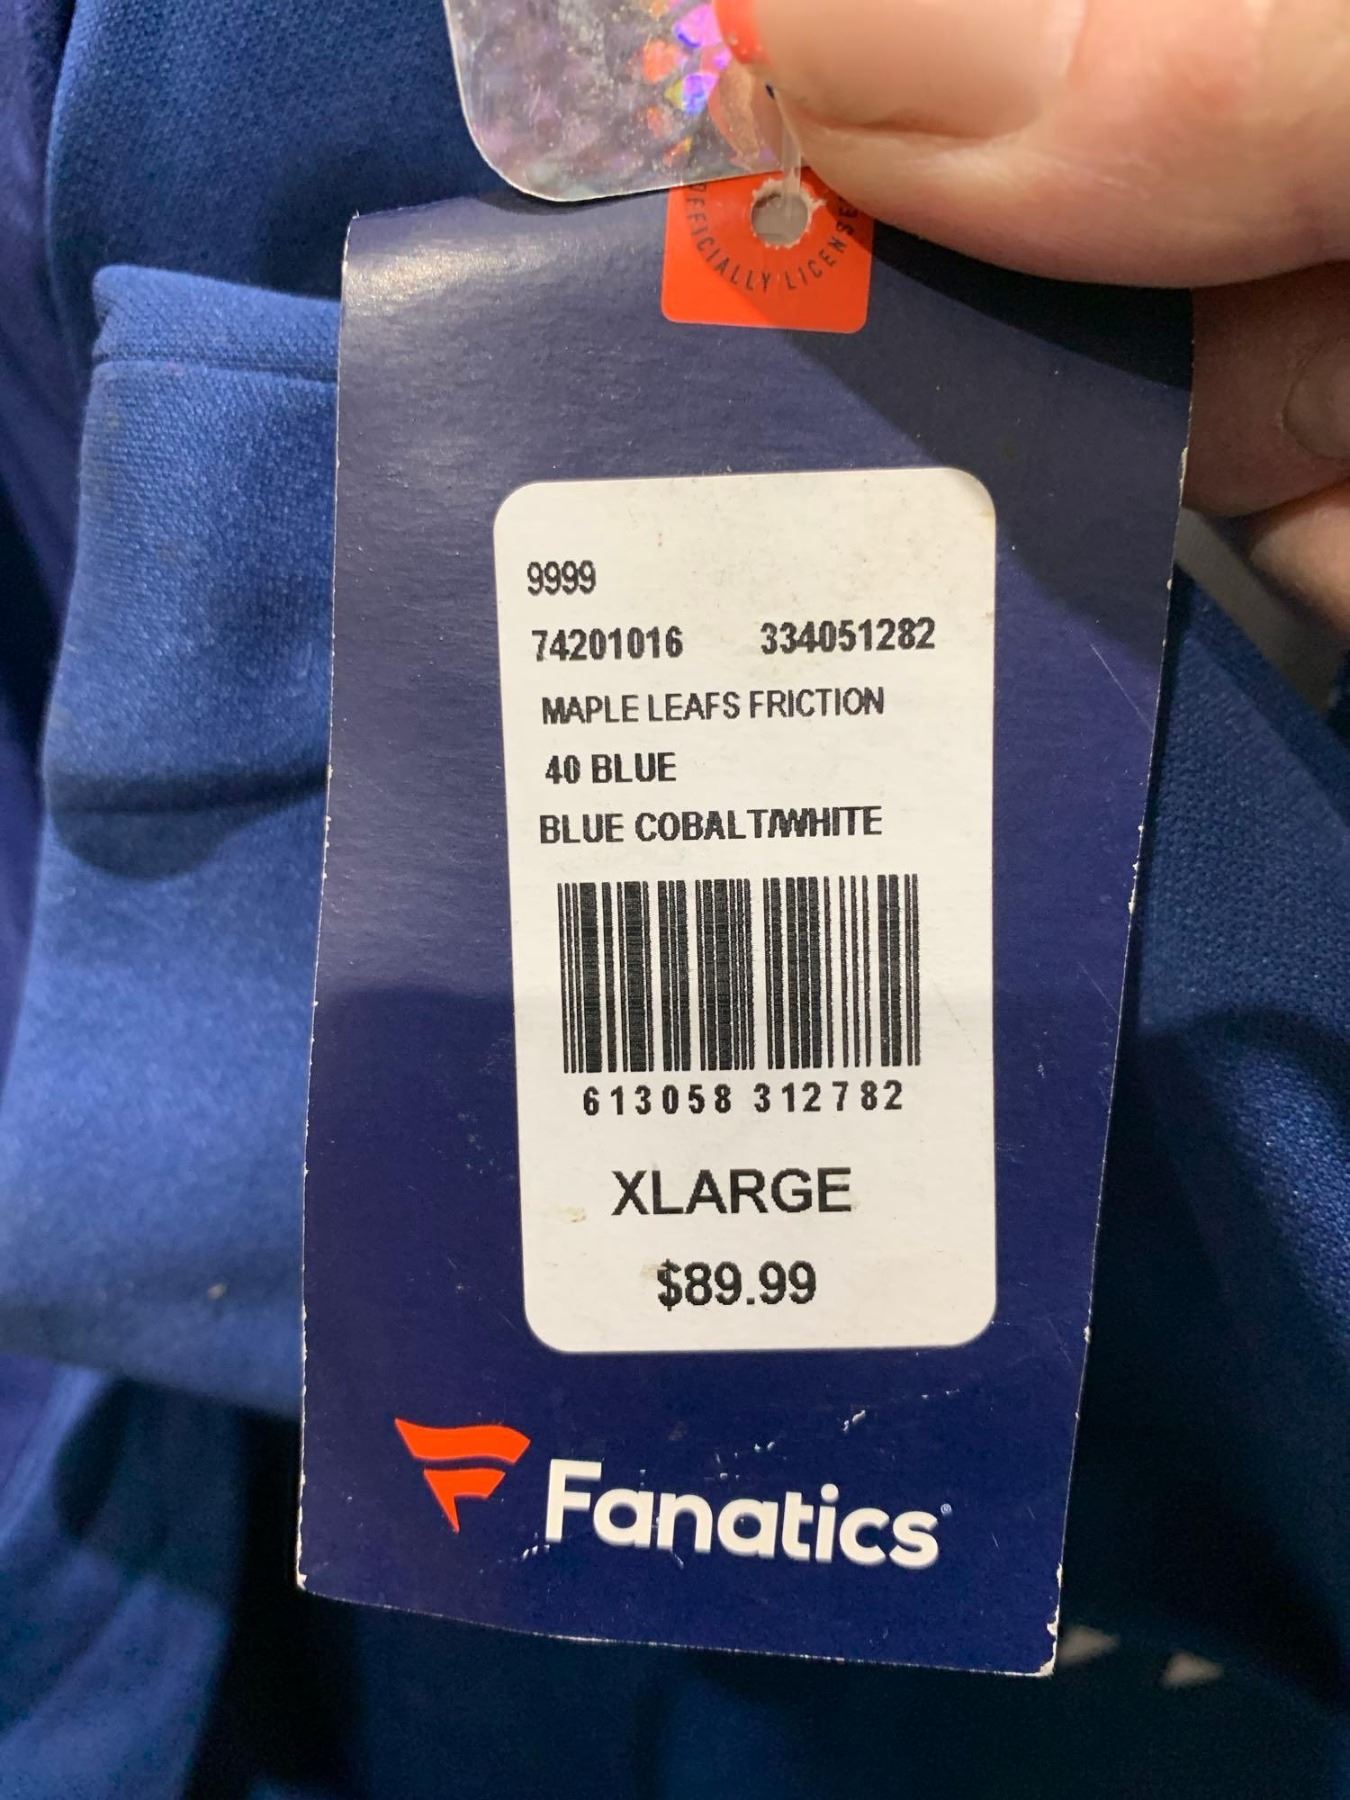 OFFICIALLY LICENSED
9999
74201016 334051282
MAPLE LEAFS FRICTION
40 BLUE
BLUE COBALT/WHITE
613058 312782
XLARGE
$89.99
Fanatics